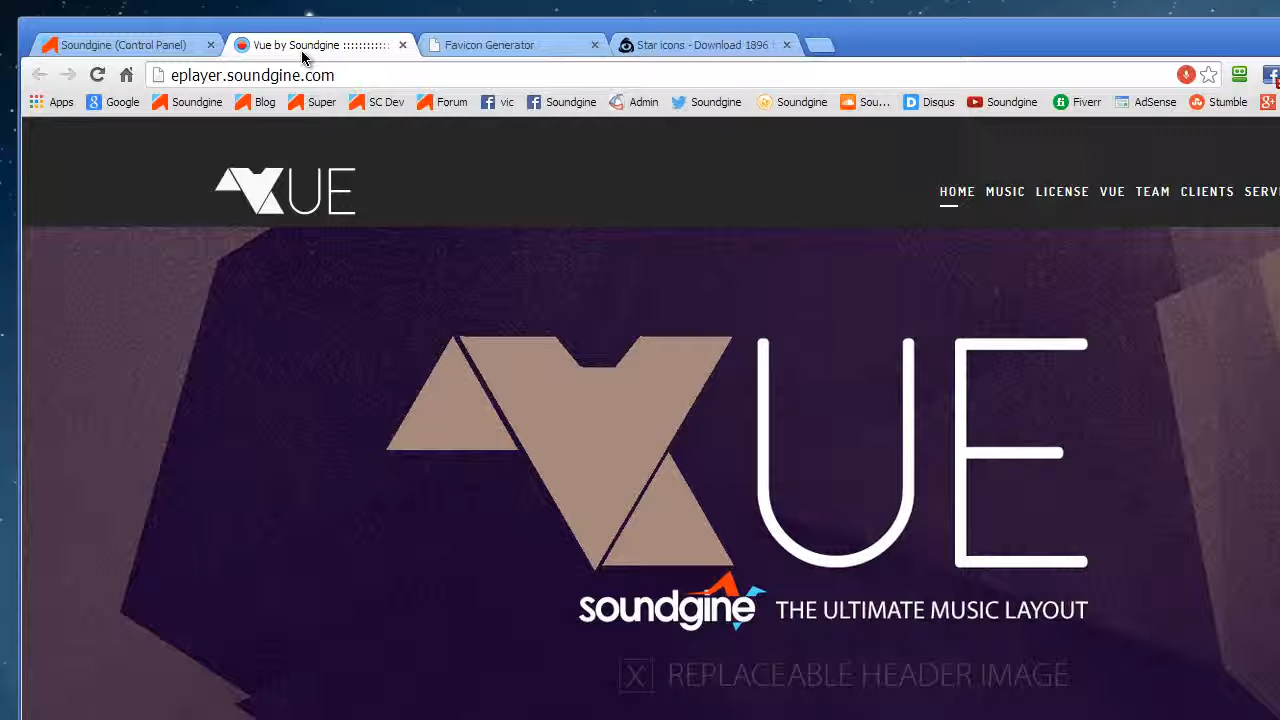 Soundgine (Control Panel)
Vue by Soundgine ::::::::::::
Favicon Generator
Star icons - Download 1896
eplayer.soundgine.com
Apps
Google
Soundgine
Blog
Super
SC Dev
Forum
vic
Soundgine
Admin
Soundgin
Soundgine
Sou...
Disqus
Soundgine
Fiverr
AdSense
Stumble
VUE
HOME MUSIC LICENSE VUE TEAM CLIENTS SERVI
VUE
soundgine THE ULTIMATE MUSIC LAYOUT
X REPLACEABLE HEADER IMAGE